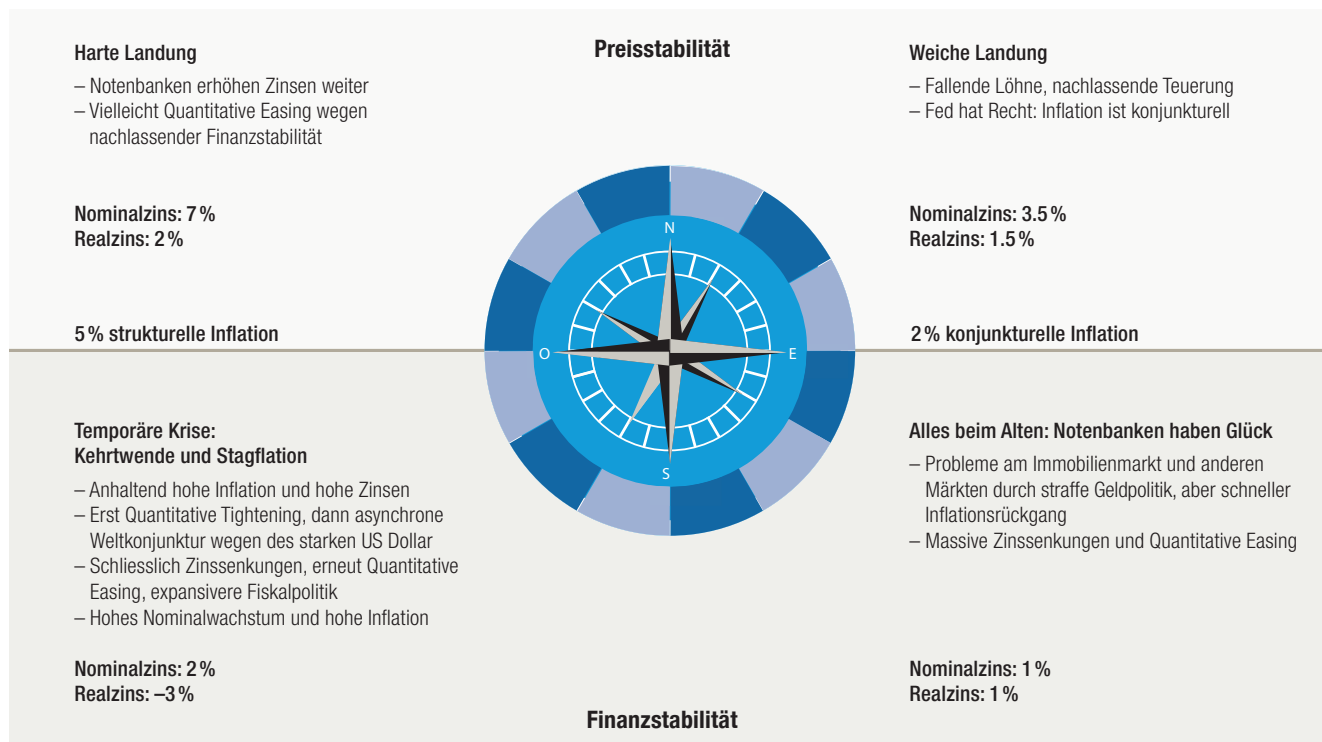 Preisstabilität
Harte Landung
– Notenbanken erhöhen Zinsen weiter
– Vielleicht Quantitative Easing wegen
nachlassender Finanzstabilität
Nominalzins: 7 %
Realzins: 2 %
5 % strukturelle Inflation
Weiche Landung
– Fallende Löhne, nachlassende Teuerung
– Fed hat Recht: Inflation ist konjunkturell
Nominalzins: 3.5 %
Realzins: 1.5 %
2 % konjunkturelle Inflation
N
O
E
S
Temporäre Krise:
Kehrtwende und Stagflation
– Anhaltend hohe Inflation und hohe Zinsen
– Erst Quantitative Tightening, dann asynchrone
Weltkonjunktur wegen des starken US Dollar
– Schliesslich Zinssenkungen, erneut Quantitative
Easing, expansivere Fiskalpolitik
– Hohes Nominalwachstum und hohe Inflation
Nominalzins: 2 %
Realzins: –3 %
Alles beim Alten: Notenbanken haben Glück
– Probleme am Immobilienmarkt und anderen
Märkten durch straffe Geldpolitik, aber schneller
Inflationsrückgang
– Massive Zinssenkungen und Quantitative Easing
Nominalzins: 1 %
Realzins: 1 %
Finanzstabilität